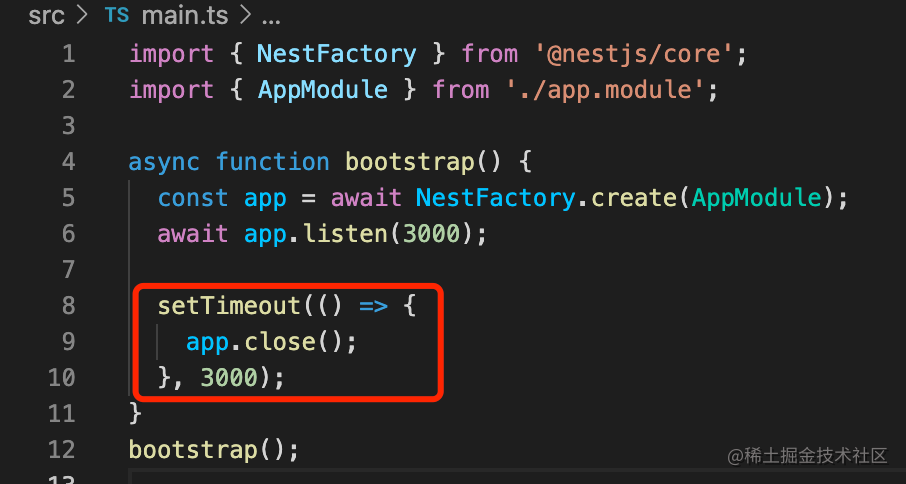 src > TS main.ts > ...
1 import { NestFactory } from '@nestjs/core';
2 import { AppModule } from './app.module';
3
4 async function bootstrap() {
5 const app = await NestFactory.create(AppModule);
6 await app.listen(3000);
7
8 setTimeout(() => {
9 app.close();
10 }, 3000);
11 }
12 bootstrap();
13
@稀土掘金技术社区